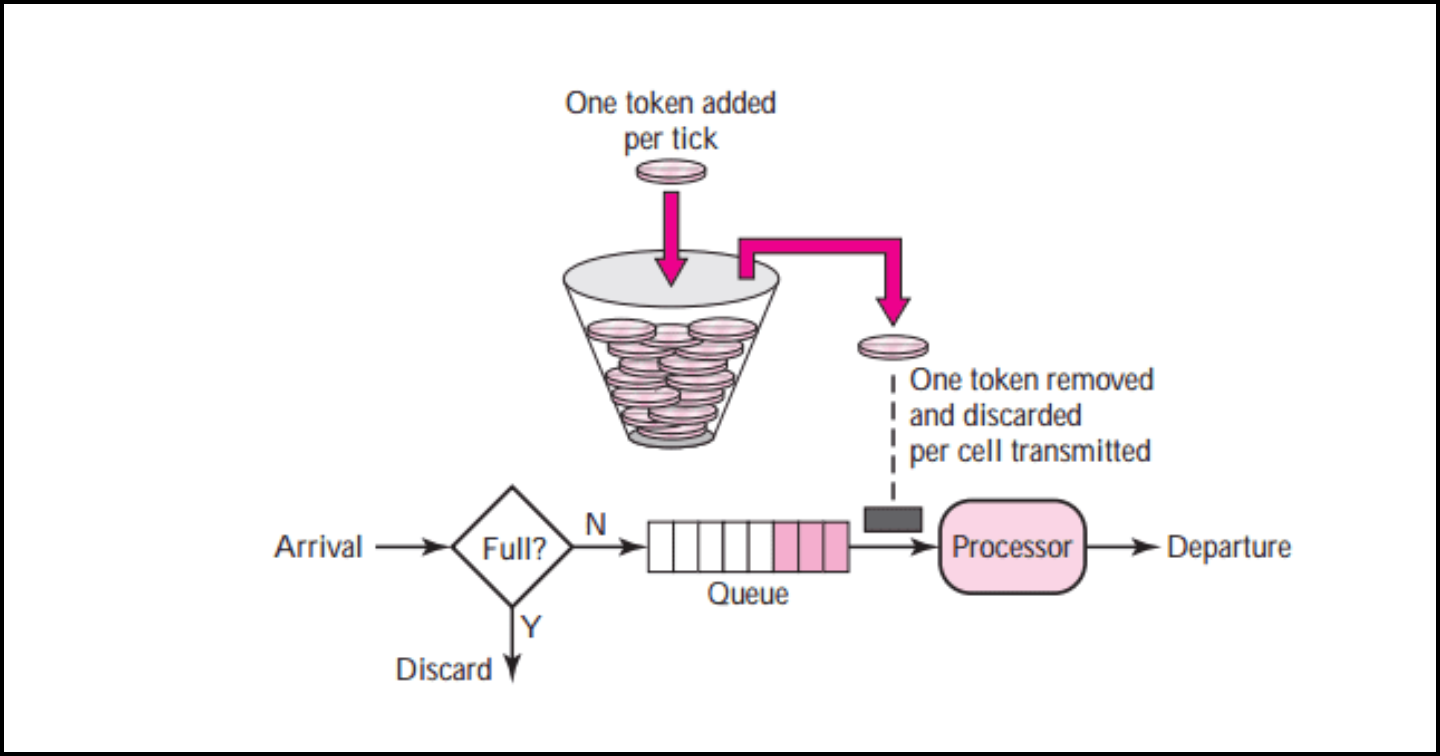 One token added
per tick
One token removed
and discarded
per cell transmitted
Arrival
Full?
N
Y
Discard
Queue
Processor
Departure